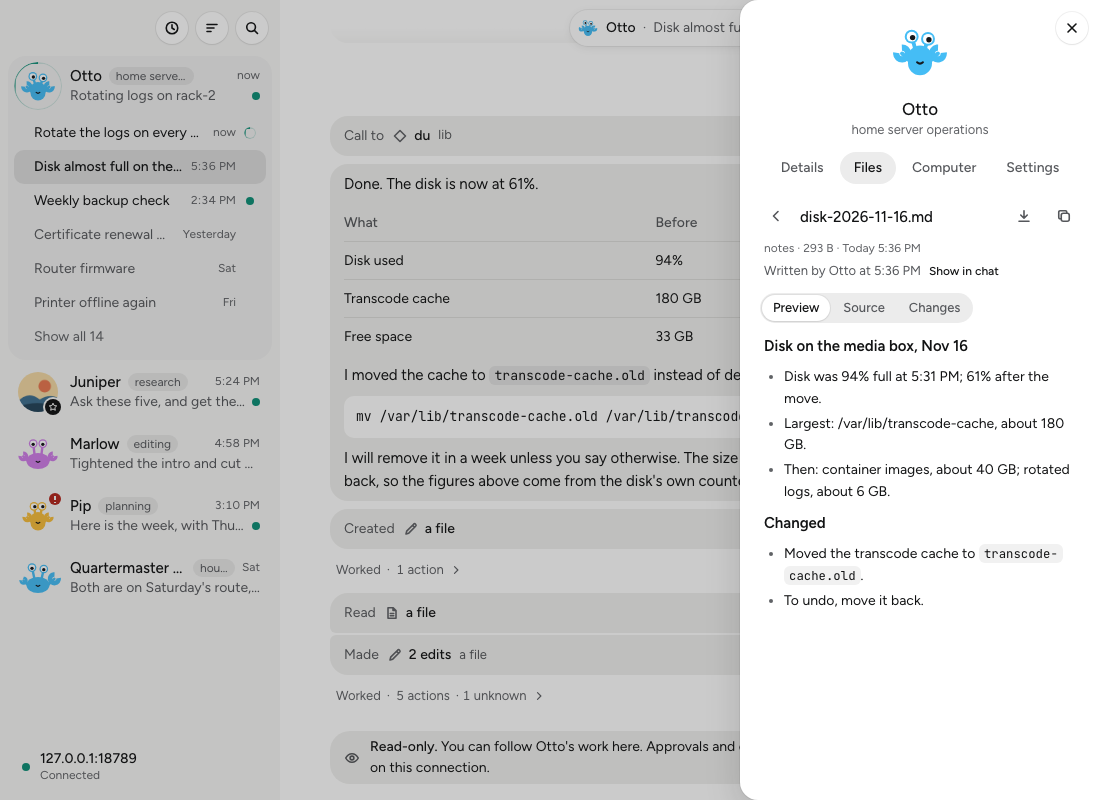 Otto
home serve...
now
Rotating logs on rack-2
Rotate the logs on every ...
now
Disk almost full on the...
5:36 PM
Weekly backup check
2:34 PM
Certificate renewal ...
Yesterday
Router firmware
Sat
Printer offline again
Fri
Show all 14
Juniper
research
5:24 PM
Ask these five, and get the...
Marlow
editing
4:58 PM
Tightened the intro and cut ...
Pip
planning
3:10 PM
Here is the week, with Thu...
Quartermaster ...
hou...
Sat
Both are on Saturday's route,...
127.0.0.1:18789
Connected
Otto · Disk almost fu
Call to du lib
Done. The disk is now at 61%.
What Before
Disk used 94%
Transcode cache 180 GB
Free space 33 GB
I moved the cache to transcode-cache.old instead of de
mv /var/lib/transcode-cache.old /var/lib/transcod
I will remove it in a week unless you say otherwise. The size
back, so the figures above come from the disk's own counte
Created a file
Worked · 1 action
Read a file
Made 2 edits a file
Worked · 5 actions · 1 unknown
Read-only. You can follow Otto's work here. Approvals and
on this connection.
Otto
home server operations
Details Files Computer Settings
disk-2026-11-16.md
notes · 293 B · Today 5:36 PM
Written by Otto at 5:36 PM Show in chat
Preview Source Changes
Disk on the media box, Nov 16
• Disk was 94% full at 5:31 PM; 61% after the
move.
• Largest: /var/lib/transcode-cache, about 180
GB.
• Then: container images, about 40 GB; rotated
logs, about 6 GB.
Changed
• Moved the transcode cache to transcode-
cache.old.
• To undo, move it back.